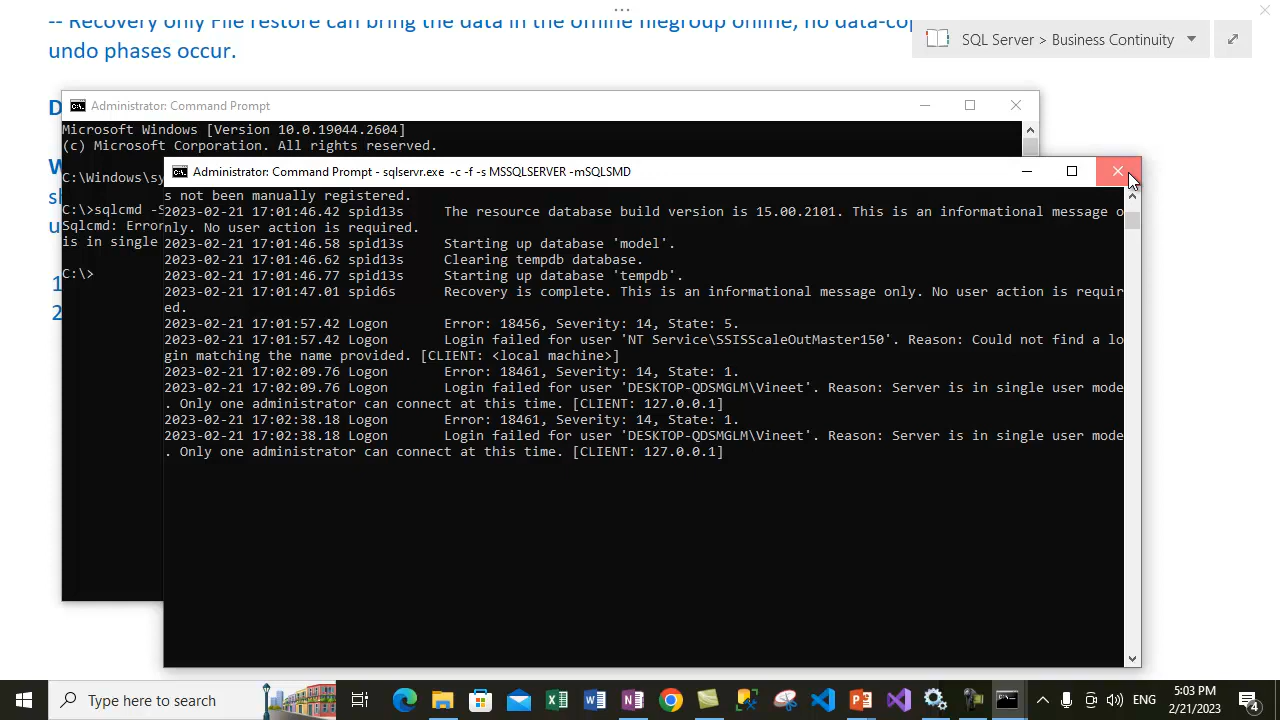 -- Recovery only File restore can bring the data in the offline filegroup online, no data-cop
undo phases occur.
SQL Server > Business Continuity
D
Administrator: Command Prompt
Microsoft Windows [Version 10.0.19044.2604]
(c) Microsoft Corporation. All rights reserved.
W
C:\Windows\sy
sh
C:\>sqlcmd -S
u
Sqlcmd: Error
is in single
C:\>
1
2
Administrator: Command Prompt - sqlservr.exe -c -f -s MSSQLSERVER -mSQLSMD
s not been manually registered.
2023-02-21 17:01:46.42 spid13s     The resource database build version is 15.00.2101. This is an informational message o
nly. No user action is required.
2023-02-21 17:01:46.58 spid13s     Starting up database 'model'.
2023-02-21 17:01:46.62 spid13s     Clearing tempdb database.
2023-02-21 17:01:46.77 spid13s     Starting up database 'tempdb'.
2023-02-21 17:01:47.01 spid6s      Recovery is complete. This is an informational message only. No user action is requir
ed.
2023-02-21 17:01:57.42 Logon       Error: 18456, Severity: 14, State: 5.
2023-02-21 17:01:57.42 Logon       Login failed for user 'NT Service\SSISScaleOutMaster150'. Reason: Could not find a lo
gin matching the name provided. [CLIENT: <local machine>]
2023-02-21 17:02:09.76 Logon       Error: 18461, Severity: 14, State: 1.
2023-02-21 17:02:09.76 Logon       Login failed for user 'DESKTOP-QDSMGLM\Vineet'. Reason: Server is in single user mode
. Only one administrator can connect at this time. [CLIENT: 127.0.0.1]
2023-02-21 17:02:38.18 Logon       Error: 18461, Severity: 14, State: 1.
2023-02-21 17:02:38.18 Logon       Login failed for user 'DESKTOP-QDSMGLM\Vineet'. Reason: Server is in single user mode
. Only one administrator can connect at this time. [CLIENT: 127.0.0.1]
Type here to search
ENG
5:03 PM
2/21/2023
4